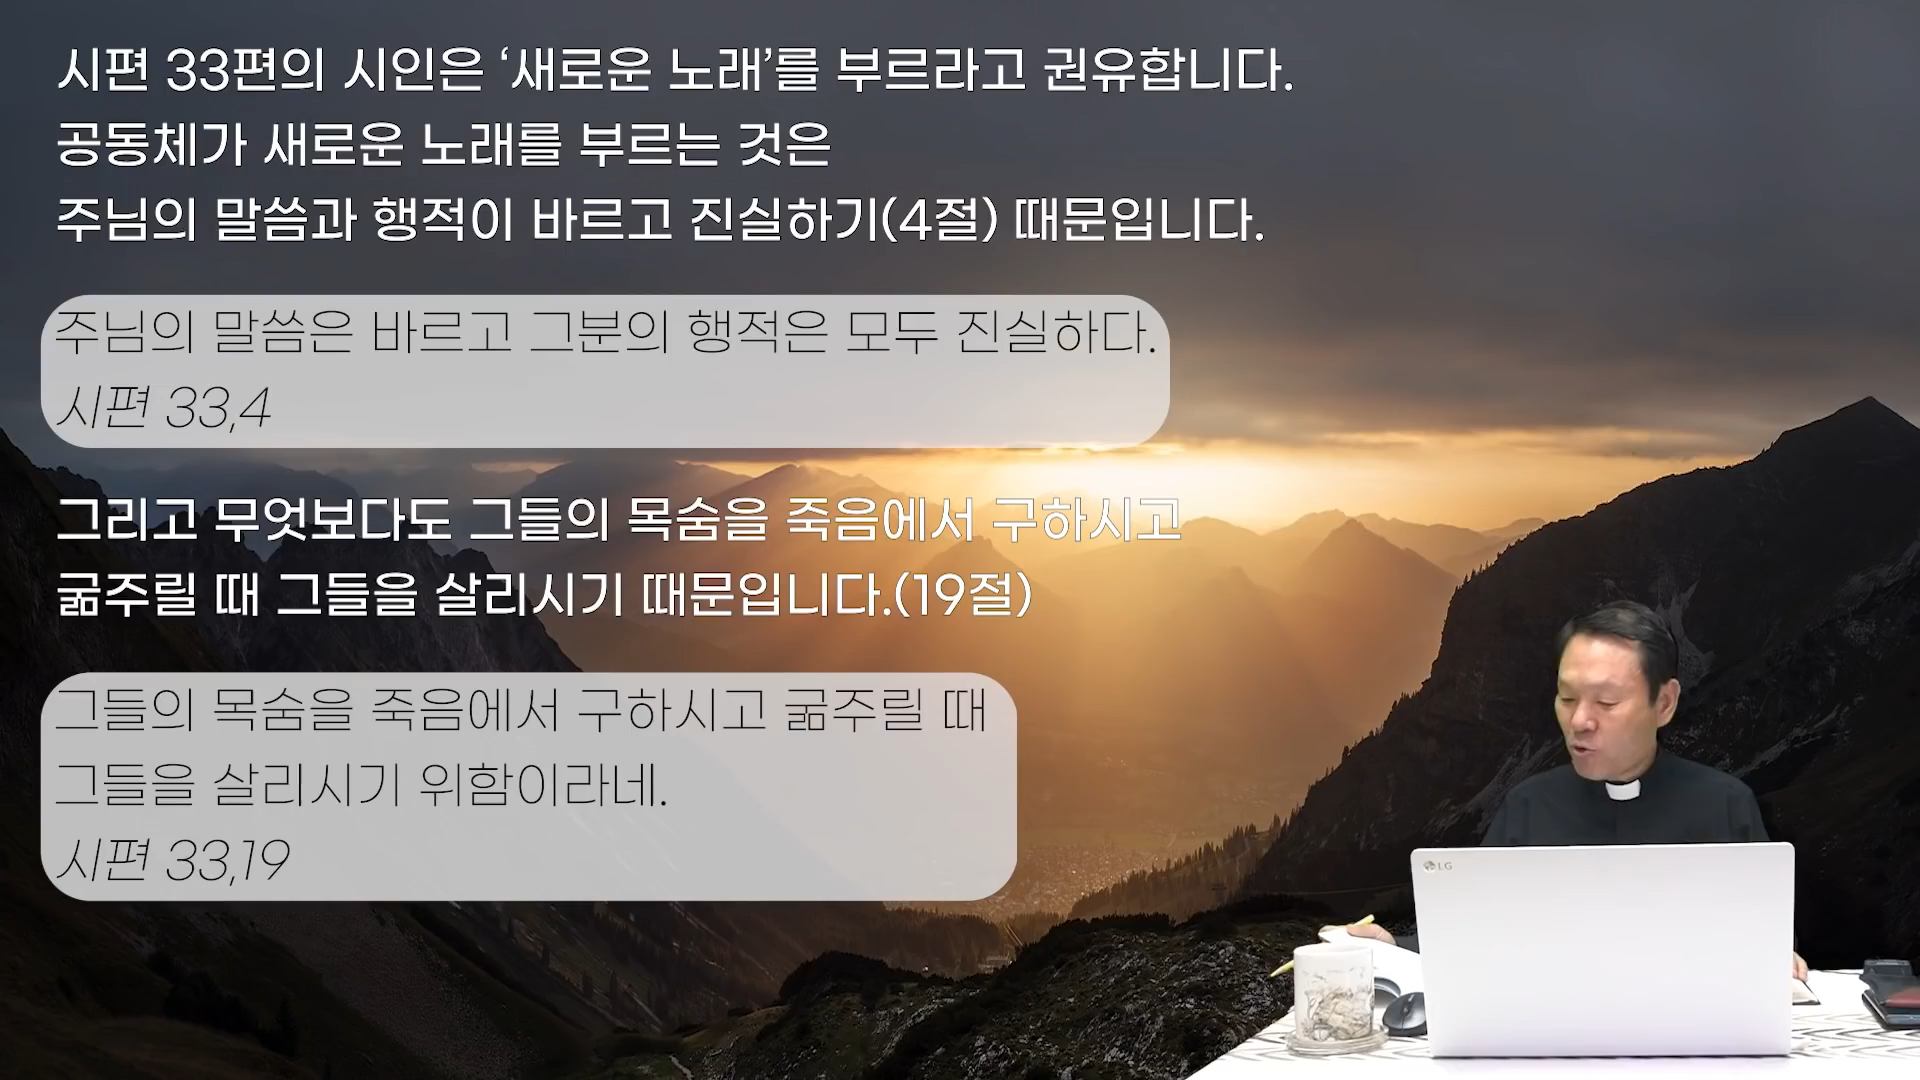 시편 33편의 시인은 ‘새로운 노래’를 부르라고 권유합니다.
공동체가 새로운 노래를 부르는 것은
주님의 말씀과 행적이 바르고 진실하기(4절) 때문입니다.
주님의 말씀은 바르고 그분의 행적은 모두 진실하다.
시편 33,4
그리고 무엇보다도 그들의 목숨을 죽음에서 구하시고
굶주릴 때 그들을 살리시기 때문입니다.(19절)
그들의 목숨을 죽음에서 구하시고 굶주릴 때
그들을 살리시기 위함이라네.
시편 33,19
LG